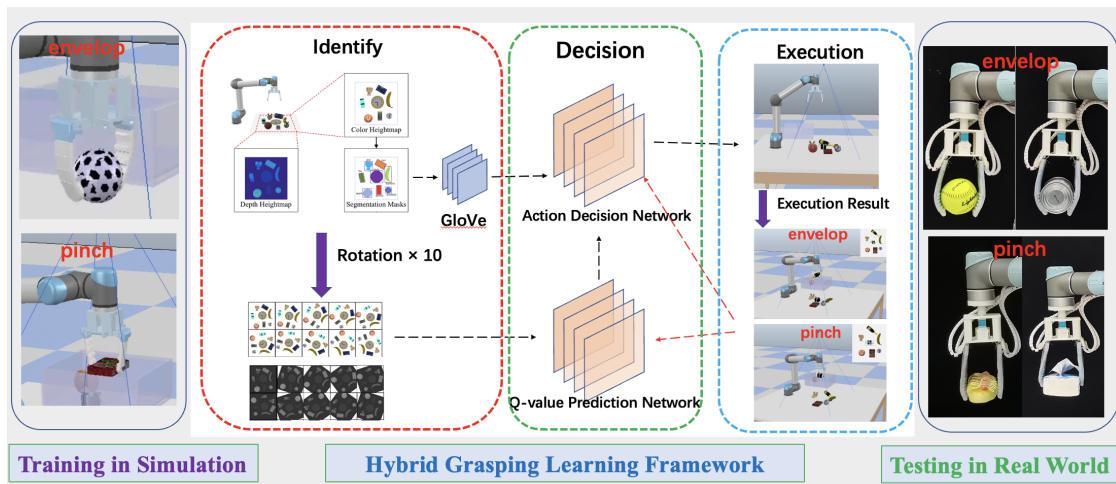 envelop
pinch
Identify
Color Heightmap
Depth Heightmap
Segmentation Masks
GloVe
Rotation × 10
Decision
Action Decision Network
Q-value Prediction Network
Execution
Execution Result
envelop
pinch
envelop
pinch
Training in Simulation
Hybrid Grasping Learning Framework
Testing in Real World